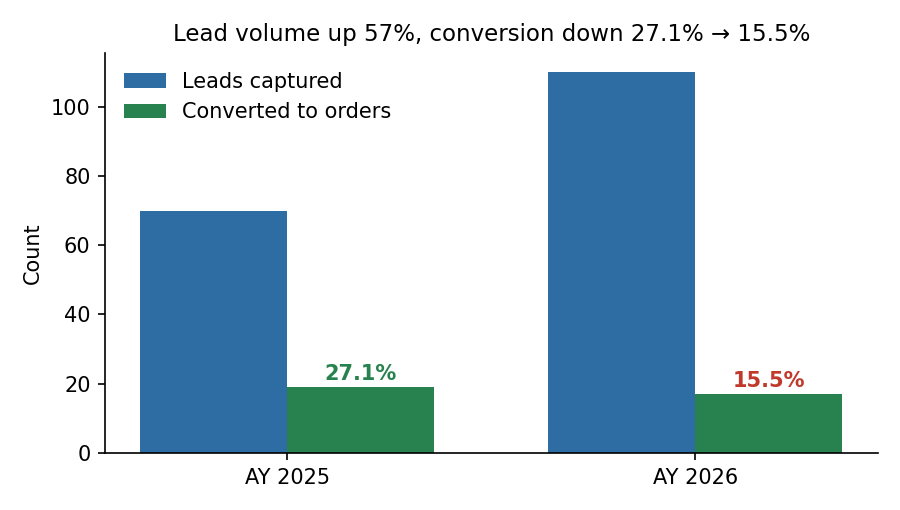 Lead volume up 57%, conversion down 27.1% → 15.5%
Leads captured
Converted to orders
100
80
60
40
20
0
Count
27.1%
15.5%
AY 2025
AY 2026